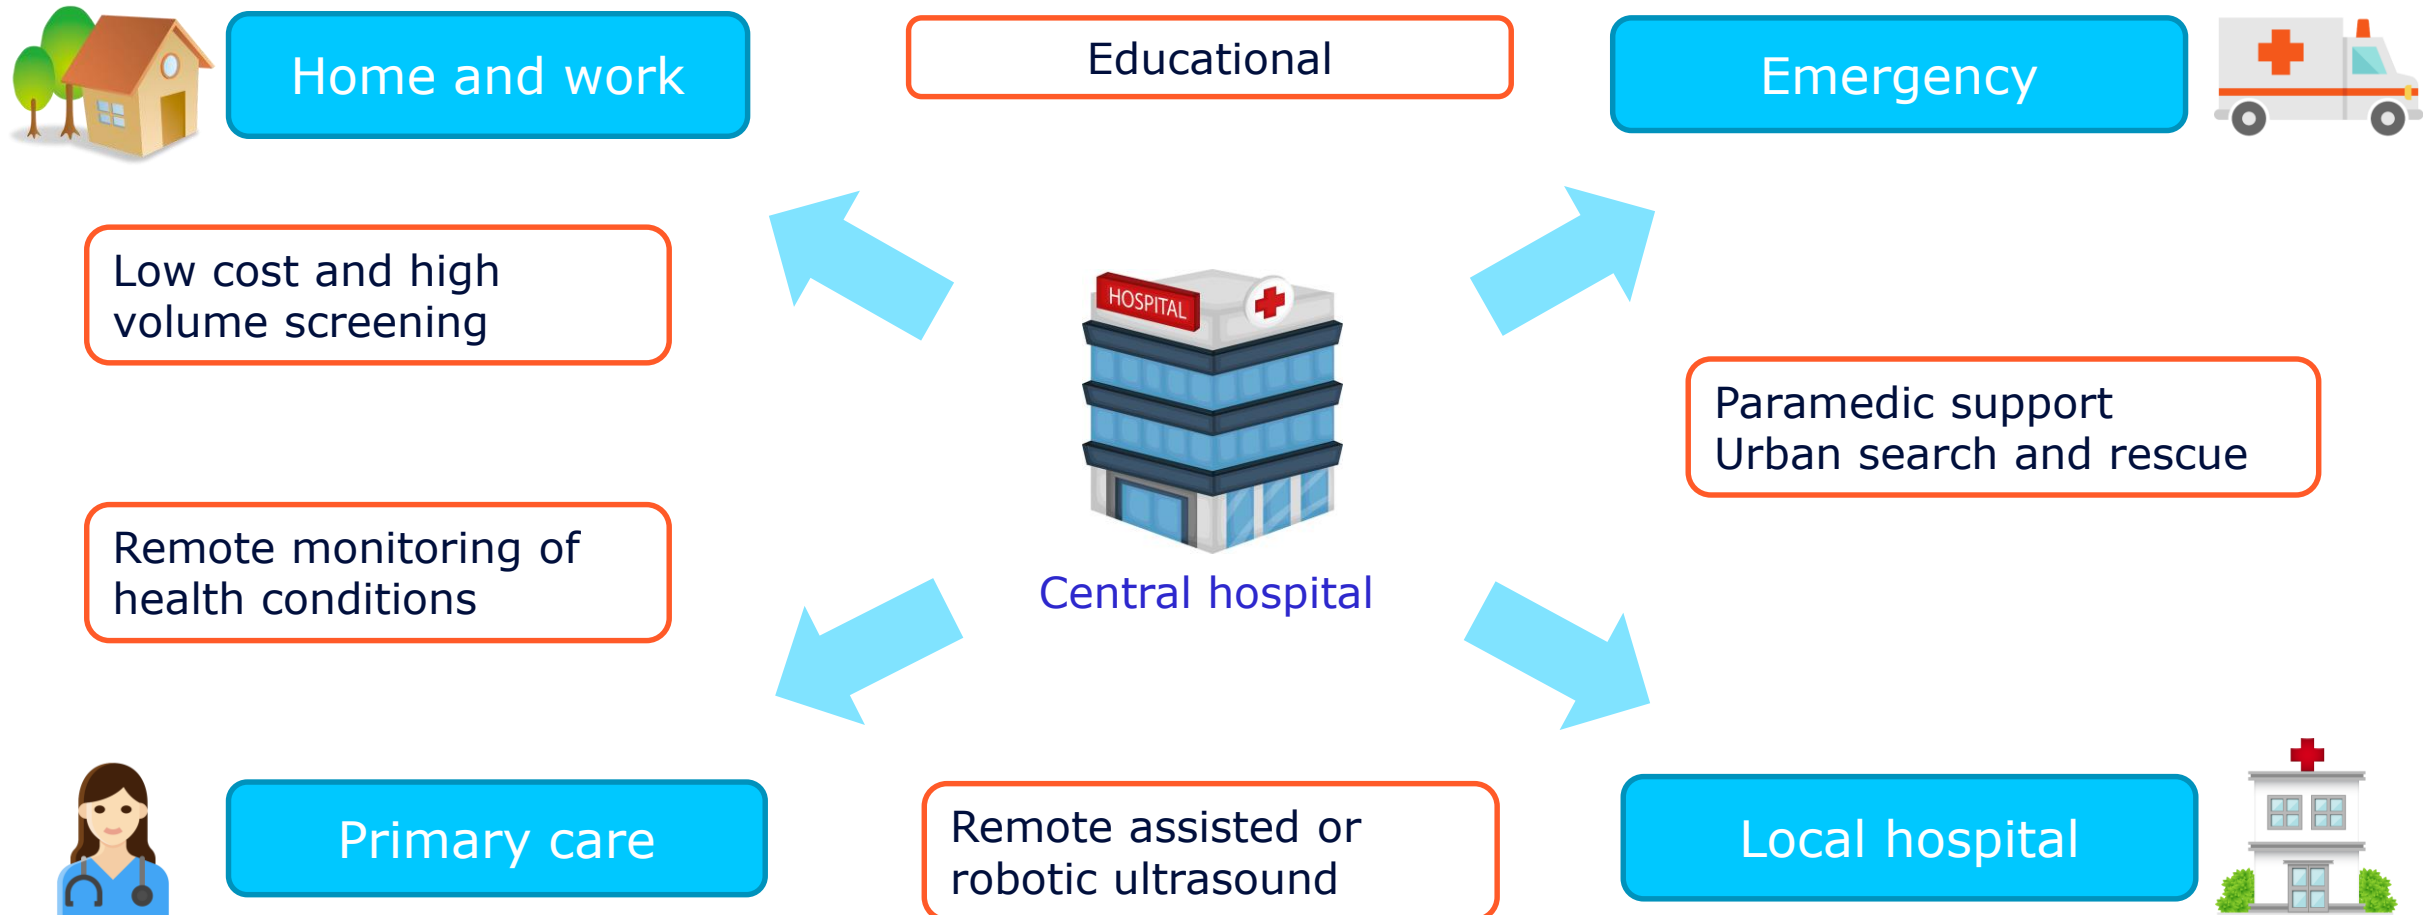 Home and work
Educational
Emergency
Low cost and high
volume screening
HOSPITAL
Paramedic support
Urban search and rescue
Remote monitoring of
health conditions
Central hospital
Primary care
Remote assisted or
robotic ultrasound
Local hospital